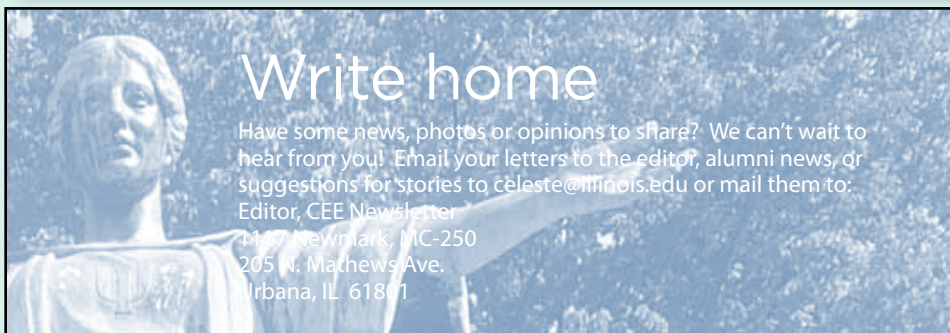 Write home
Have some news, photos or opinions to share?  We can't wait to
hear from you!  Email your letters to the editor, alumni news, or
suggestions for stories to celeste@illinois.edu or mail them to:
Editor, CEE Newsletter
Newmark, MC-250
205 N. Mathews Ave.
Urbana, IL  61801